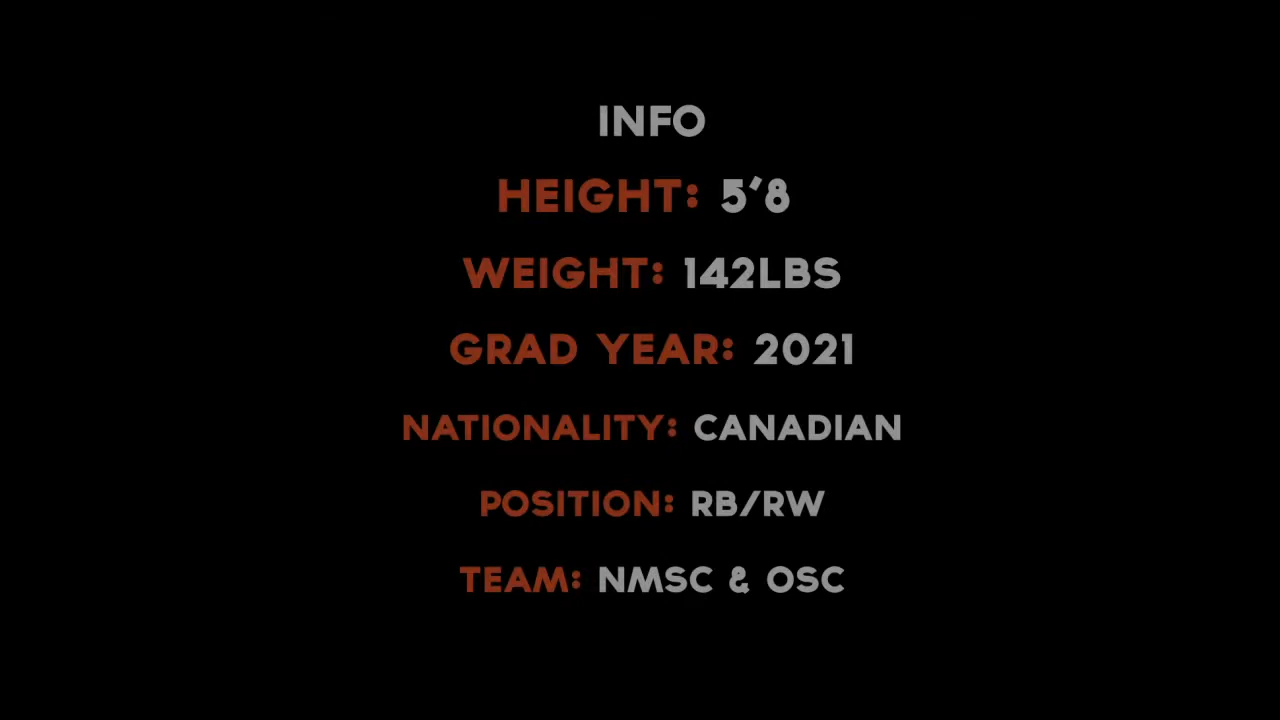 INFO
HEIGHT: 5'8
WEIGHT: 142LBS
GRAD YEAR: 2021
NATIONALITY: CANADIAN
POSITION: RB/RW
TEAM: NMSC & OSC